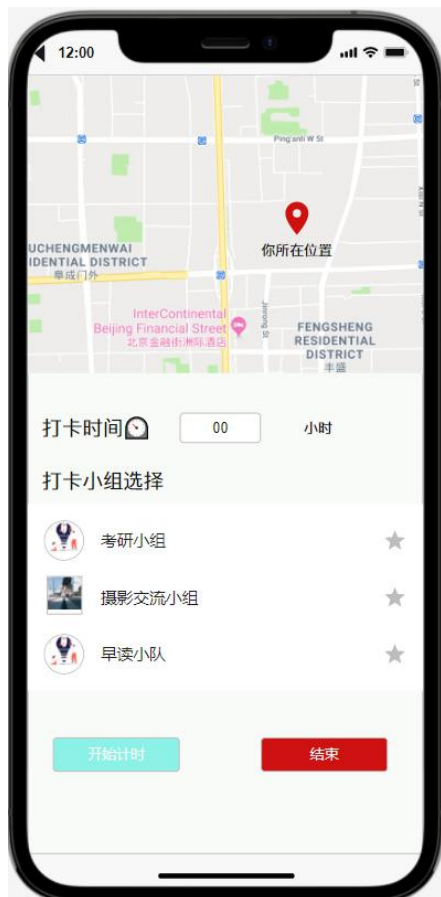 12:00
Ping'anli W St
UCHENGMENWAI
IDENTIAL DISTRICT
阜成门外
你所在位置
InterContinental
Beijing Financial Street
北京金融街洲际酒店
Jinrong St
FENGSHENG
RESIDENTIAL
DISTRICT
丰盛
打卡时间
00
小时
打卡小组选择
考研小组
摄影交流小组
早读小队
开始计时
结束